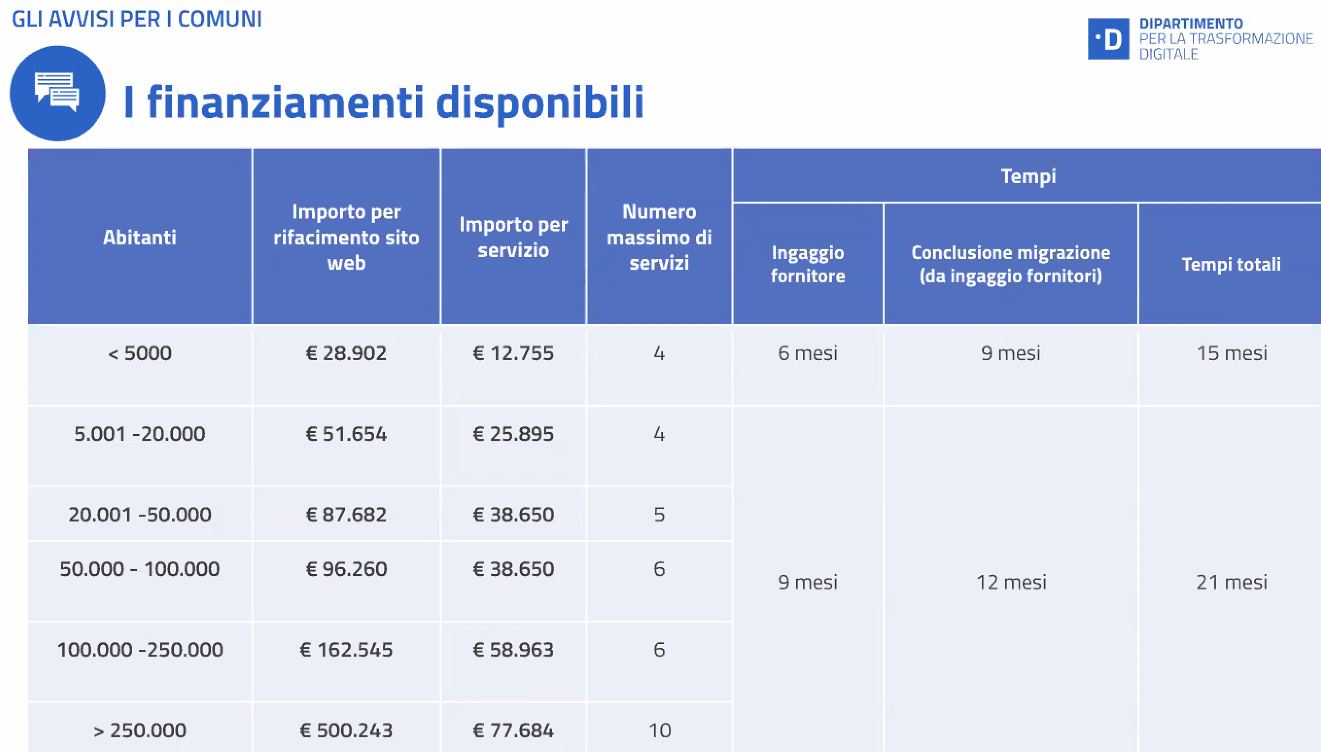 GLI AVVISI PER I COMUNI
DIPARTIMENTO
PER LA TRASFORMAZIONE
DIGITALE
·D
I finanziamenti disponibili
Abitanti
Importo per
rifacimento sito
web
Importo per
servizio
Numero
massimo di
servizi
Tempi
Ingaggio
fornitore
Conclusione migrazione
(da ingaggio fornitori)
Tempi totali
< 5000 € 28.902 € 12.755 4 6 mesi 9 mesi 15 mesi
5.001 -20.000 € 51.654 € 25.895 4
20.001 -50.000 € 87.682 € 38.650 5
50.000 - 100.000 € 96.260 € 38.650 6
9 mesi 12 mesi 21 mesi
100.000 -250.000 € 162.545 € 58.963 6
> 250.000 € 500.243 € 77.684 10